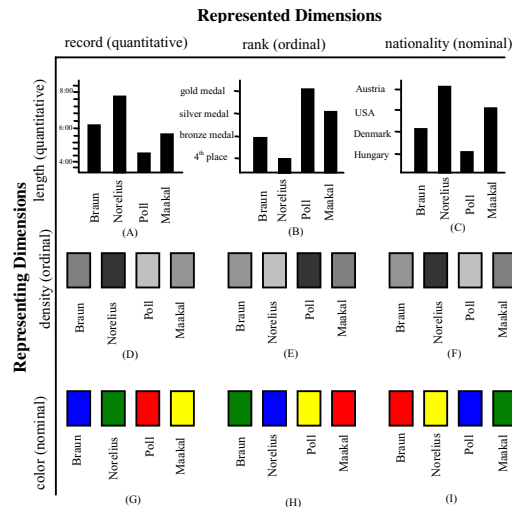 Represented Dimensions
record (quantitative) rank (ordinal) nationality (nominal)
Representing Dimensions
length (quantitative)
8:00
6:00
4:00
Braun Norelius Poll Maakal
(A)
gold medal
silver medal
bronze medal
4th place
Braun Norelius Poll Maakal
(B)
Austria
USA
Denmark
Hungary
Braun Norelius Poll Maakal
(C)
density (ordinal)
Braun Norelius Poll Maakal
(D)
Braun Norelius Poll Maakal
(E)
Braun Norelius Poll Maakal
(F)
color (nominal)
Braun Norelius Poll Maakal
(G)
Braun Norelius Poll Maakal
(H)
Braun Norelius Poll Maakal
(I)